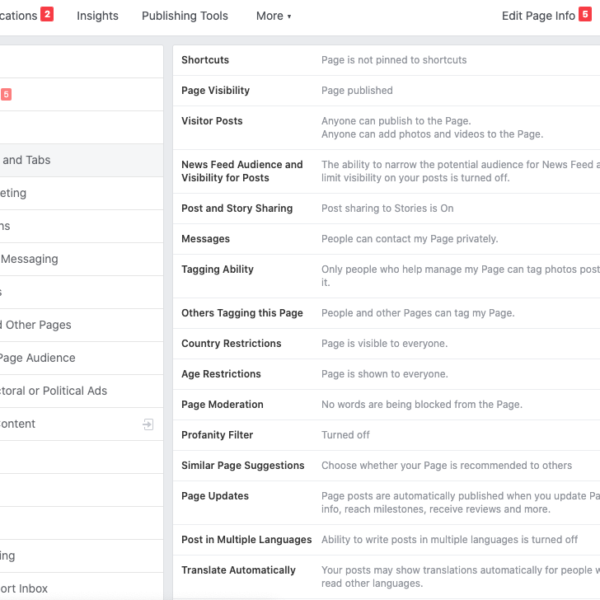 cations 2 Insights Publishing Tools More Edit Page Info 5
5
and Tabs
eting
ns
Messaging
s
d Other Pages
Page Audience
toral or Political Ads
ontent
ing
ort Inbox
Shortcuts Page is not pinned to shortcuts
Page Visibility Page published
Visitor Posts Anyone can publish to the Page.
Anyone can add photos and videos to the Page.
News Feed Audience and The ability to narrow the potential audience for News Feed a
Visibility for Posts limit visibility on your posts is turned off.
Post and Story Sharing Post sharing to Stories is On
Messages People can contact my Page privately.
Tagging Ability Only people who help manage my Page can tag photos post
it.
Others Tagging this Page People and other Pages can tag my Page.
Country Restrictions Page is visible to everyone.
Age Restrictions Page is shown to everyone.
Page Moderation No words are being blocked from the Page.
Profanity Filter Turned off
Similar Page Suggestions Choose whether your Page is recommended to others
Page Updates Page posts are automatically published when you update Pa
info, reach milestones, receive reviews and more.
Post in Multiple Languages Ability to write posts in multiple languages is turned off
Translate Automatically Your posts may show translations automatically for people w
read other languages.